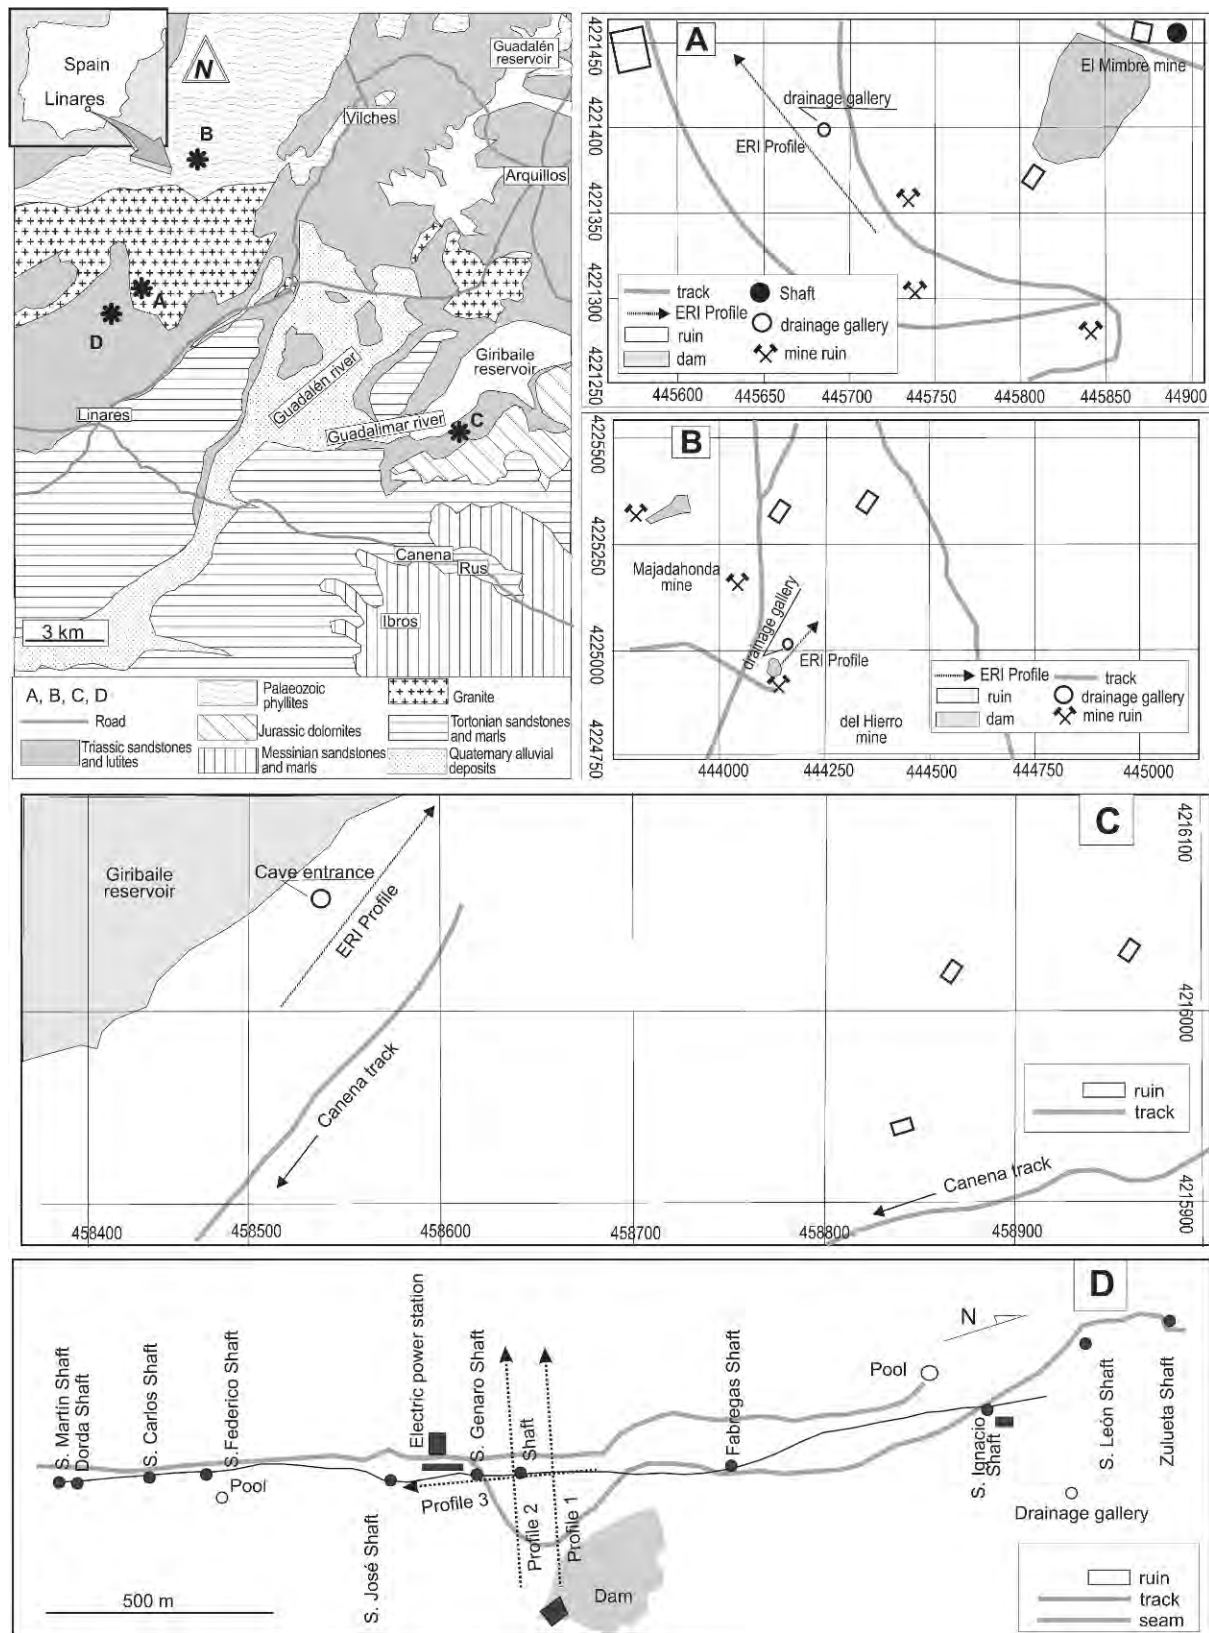 Spain
Linares
N
Guadalén
reservoir
Vilches
B
Arquillos
A
D
Giribaile
reservoir
Guadalén river
Linares
Guadalimar river
C
Canena
Rus
Ibros
3 km
A, B, C, D
Road
Triassic sandstones
and lutites
Palaeozoic
phyllites
Jurassic dolomites
Messinian sandstones
and marls
Granite
Tortonian sandstones
and marls
Quaternary alluvial
deposits
A
El Mimbre mine
drainage gallery
ERI Profile
track
ERI Profile
ruin
dam
Shaft
drainage gallery
mine ruin
4221450
4221400
4221350
4221300
4221250
445600
445650
445700
445750
445800
445850
44900
B
Majadahonda
mine
drainage gallery
ERI Profile
del Hierro
mine
ERI Profile
ruin
dam
track
drainage gallery
mine ruin
4225500
4225250
4225000
4224750
444000
444250
444500
444750
445000
C
Giribaile
reservoir
Cave entrance
ERI Profile
Canena track
Canena track
ruin
track
4216100
4216000
4215900
458400
458500
458600
458700
458800
458900
D
N
S. Martín Shaft
Dorda Shaft
S. Carlos Shaft
S.Federico Shaft
Pool
S. José Shaft
Electric power station
S. Genaro Shaft
Shaft
Profile 3
Profile 2
Profile 1
Dam
Fabregas Shaft
Pool
S. Ignacio
Shaft
S. León Shaft
Zulueta Shaft
Drainage gallery
500 m
ruin
track
seam